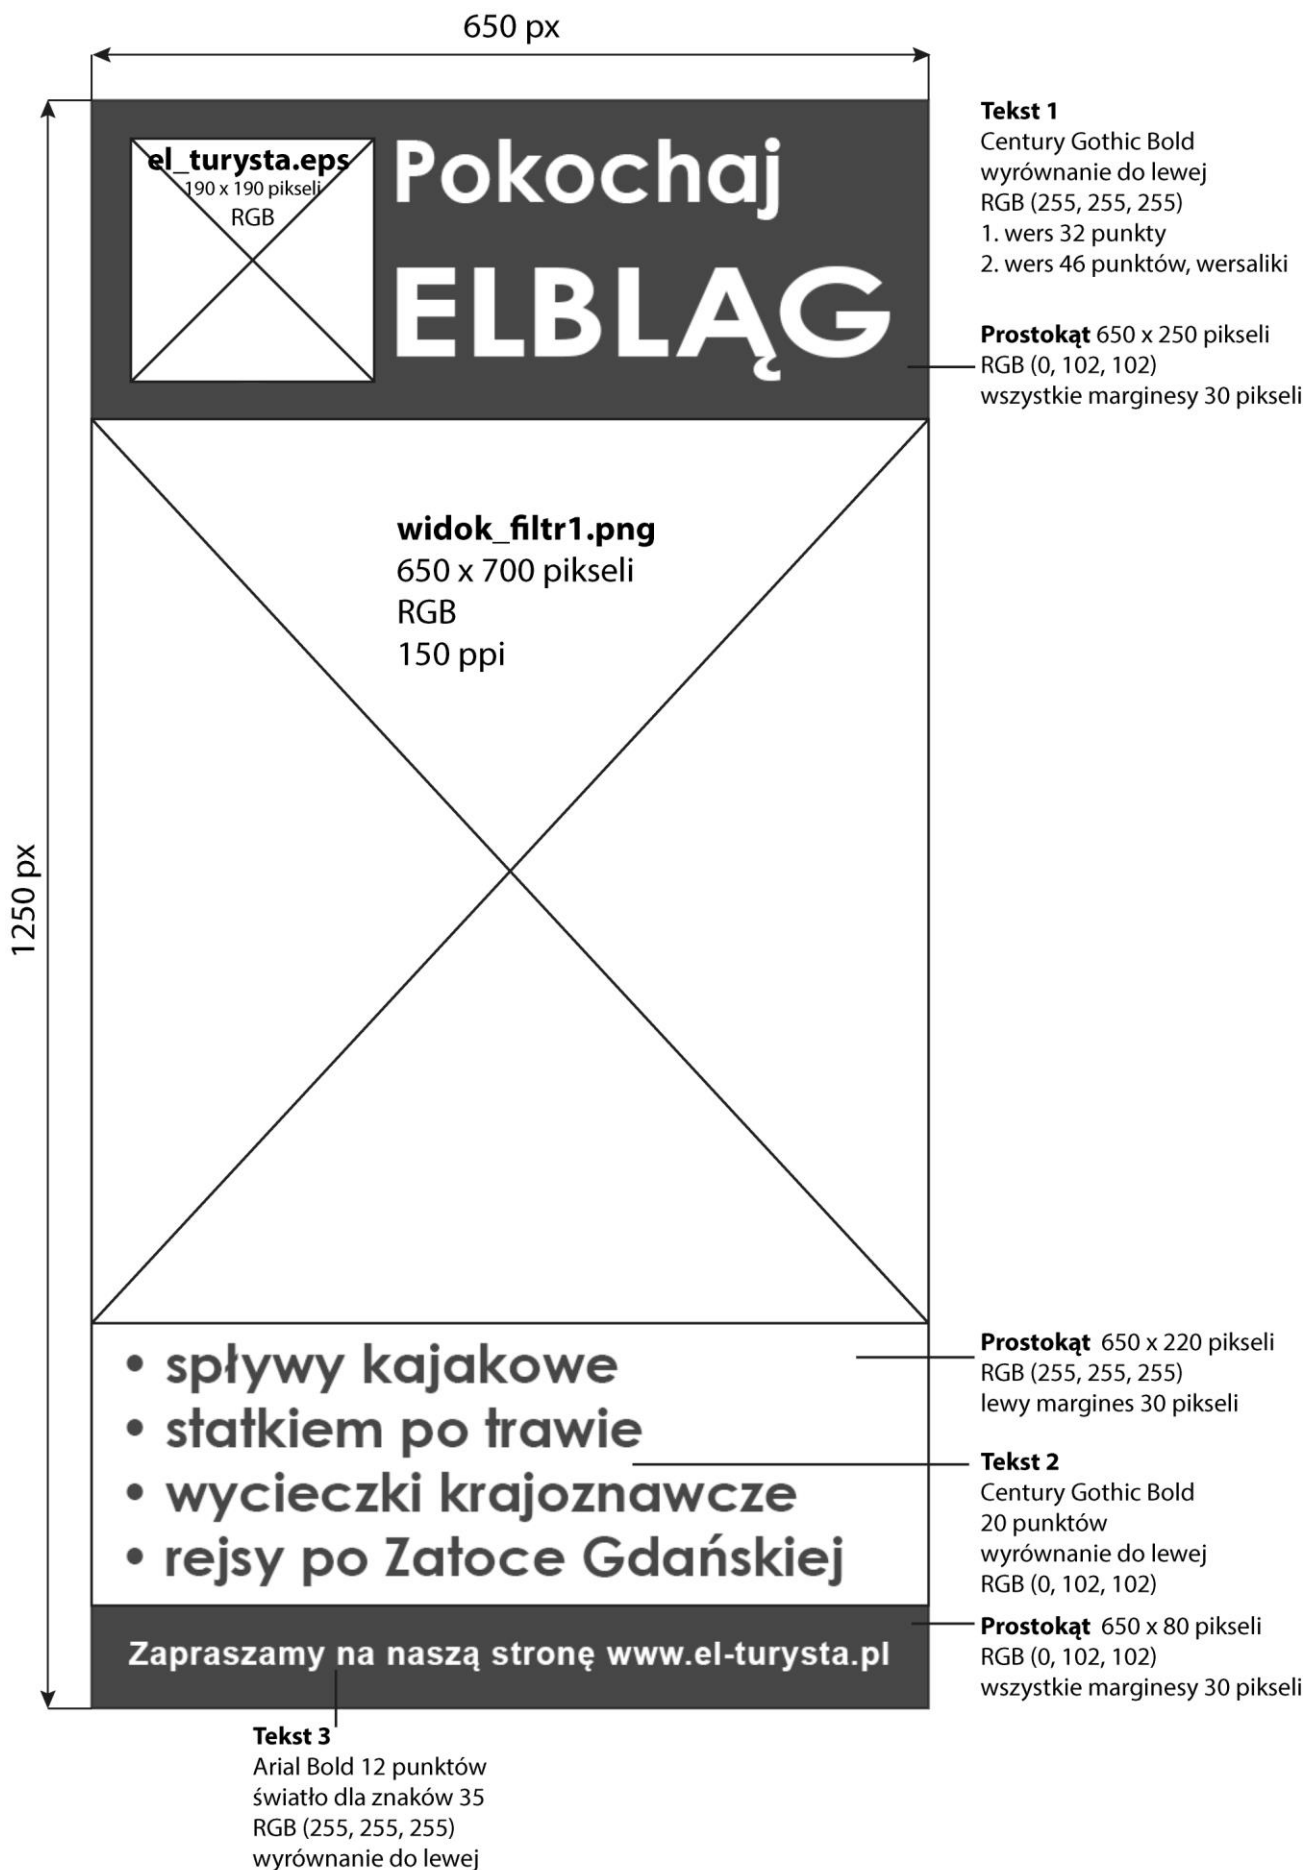 650 px
1250 px
el_turysta.eps
190 x 190 pikseli
RGB
Pokochaj
ELBLĄG
Tekst 1
Century Gothic Bold
wyrównanie do lewej
RGB (255, 255, 255)
1. wers 32 punkty
2. wers 46 punktów, wersaliki
Prostokąt 650 x 250 pikseli
RGB (0, 102, 102)
wszystkie marginesy 30 pikseli
widok_filtr1.png
650 x 700 pikseli
RGB
150 ppi
• spływy kajakowe
• statkiem po trawie
• wycieczki krajoznawcze
• rejsy po Zatoce Gdańskiej
Prostokąt 650 x 220 pikseli
RGB (255, 255, 255)
lewy margines 30 pikseli
Tekst 2
Century Gothic Bold
20 punktów
wyrównanie do lewej
RGB (0, 102, 102)
Zapraszamy na naszą stronę www.el-turysta.pl
Prostokąt 650 x 80 pikseli
RGB (0, 102, 102)
wszystkie marginesy 30 pikseli
Tekst 3
Arial Bold 12 punktów
światło dla znaków 35
RGB (255, 255, 255)
wyrównanie do lewej